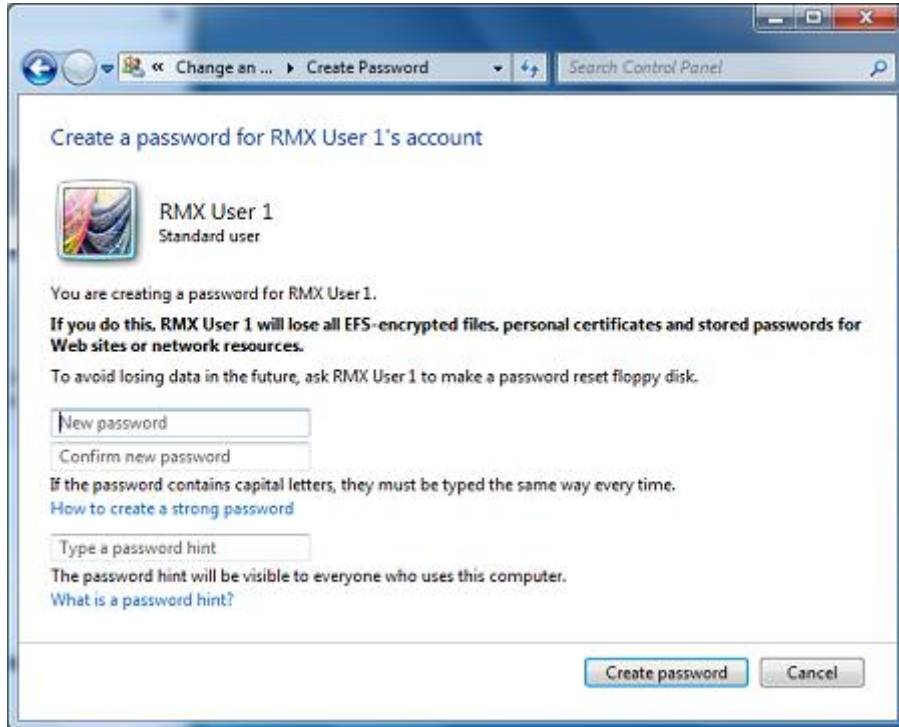 « Change an ... ▸ Create Password
Search Control Panel
Create a password for RMX User 1's account
RMX User 1
Standard user
You are creating a password for RMX User 1.
If you do this, RMX User 1 will lose all EFS-encrypted files, personal certificates and stored passwords for
Web sites or network resources.
To avoid losing data in the future, ask RMX User 1 to make a password reset floppy disk.
New password
Confirm new password
If the password contains capital letters, they must be typed the same way every time.
How to create a strong password
Type a password hint
The password hint will be visible to everyone who uses this computer.
What is a password hint?
Create password
Cancel